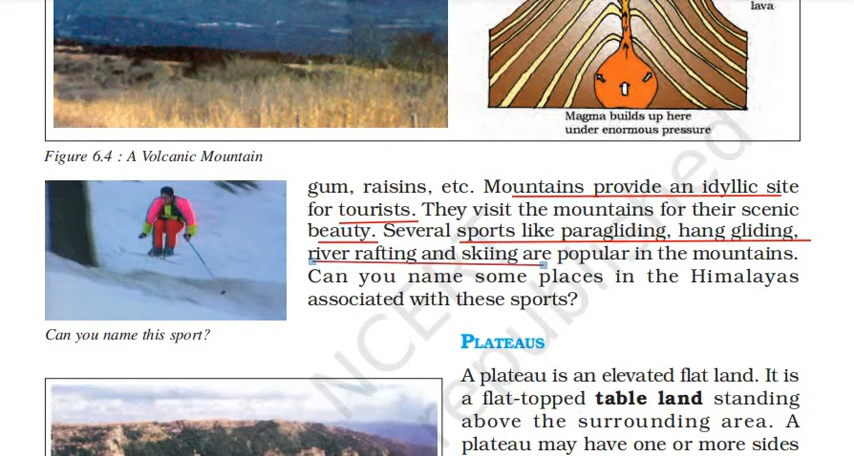 lava
Magma builds up here
under enormous pressure
Figure 6.4 : A Volcanic Mountain
gum, raisins, etc. Mountains provide an idyllic site
for tourists. They visit the mountains for their scenic
beauty. Several sports like paragliding, hang gliding,
river rafting and skiing are popular in the mountains.
Can you name some places in the Himalayas
associated with these sports?
Can you name this sport?
PLATEAUS
A plateau is an elevated flat land. It is
a flat-topped table land standing
above the surrounding area. A
plateau may have one or more sides
NCERT
republished